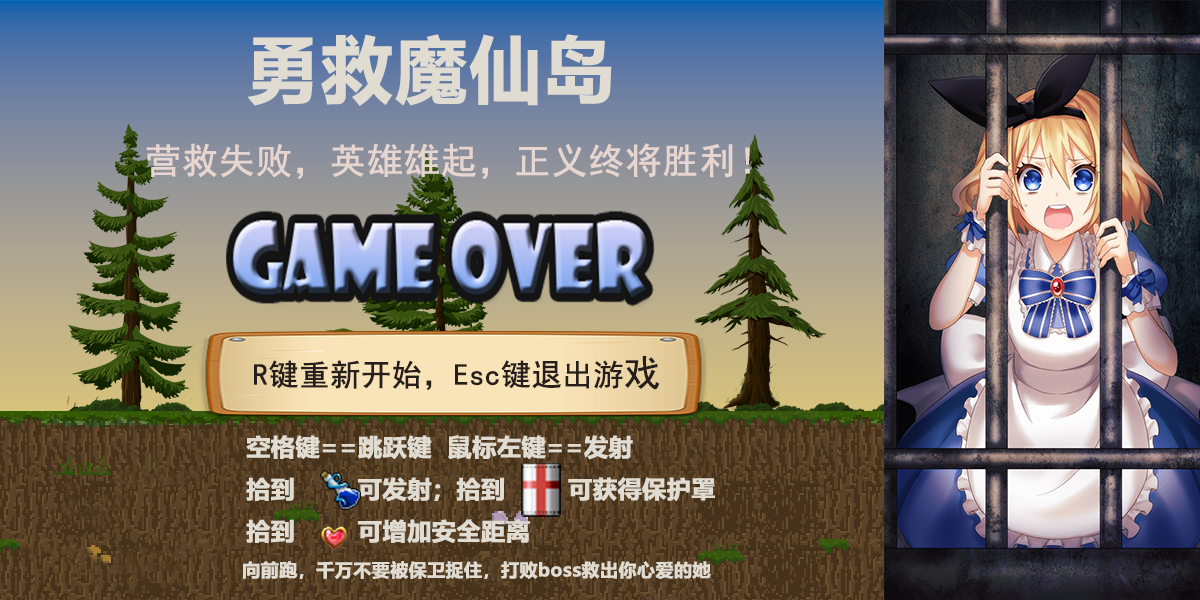 勇救魔仙岛
营救失败，英雄雄起，正义终将胜利！
GAME OVER
R键重新开始，Esc键退出游戏
空格键==跳跃键 鼠标左键==发射
拾到 可发射；拾到 可获得保护罩
拾到 可增加安全距离
向前跑，千万不要被保卫捉住，打败boss救出你心爱的她